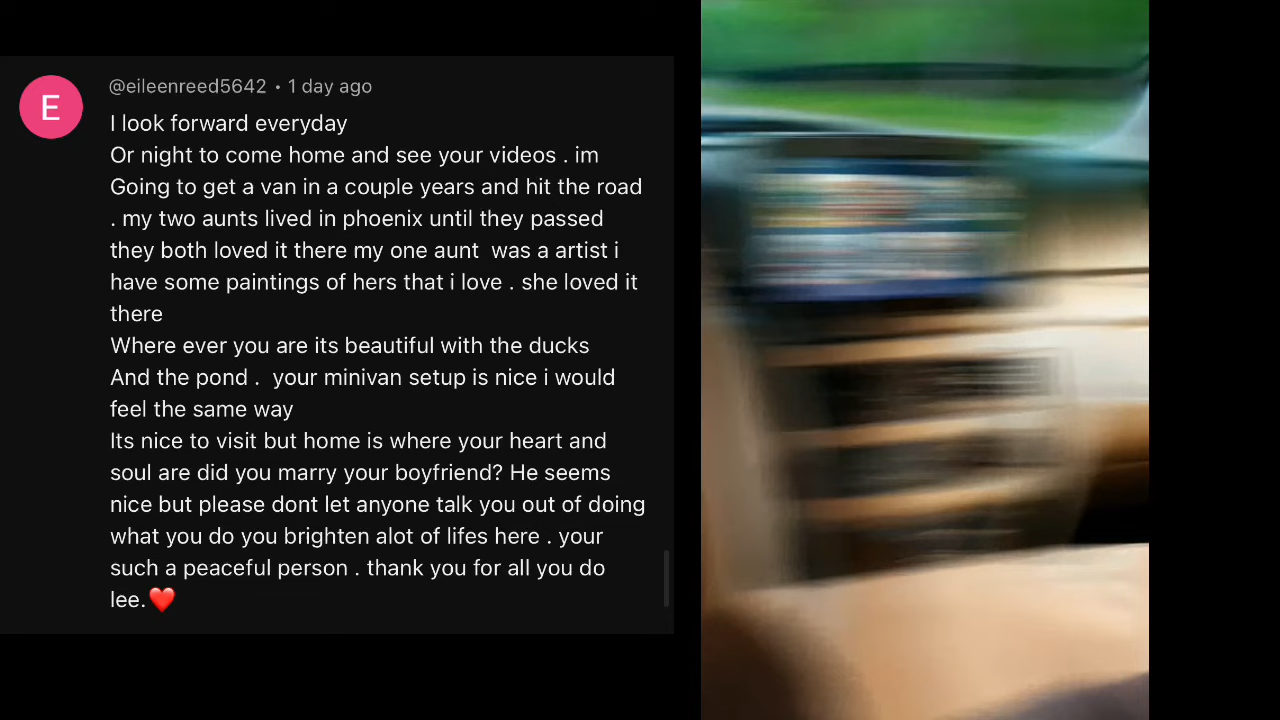 @eileenreed5642 • 1 day ago
E
I look forward everyday
Or night to come home and see your videos . im
Going to get a van in a couple years and hit the road
. my two aunts lived in phoenix until they passed
they both loved it there my one aunt  was a artist i
have some paintings of hers that i love . she loved it
there
Where ever you are its beautiful with the ducks
And the pond .  your minivan setup is nice i would
feel the same way
Its nice to visit but home is where your heart and
soul are did you marry your boyfriend? He seems
nice but please dont let anyone talk you out of doing
what you do you brighten alot of lifes here . your
such a peaceful person . thank you for all you do
lee.❤️